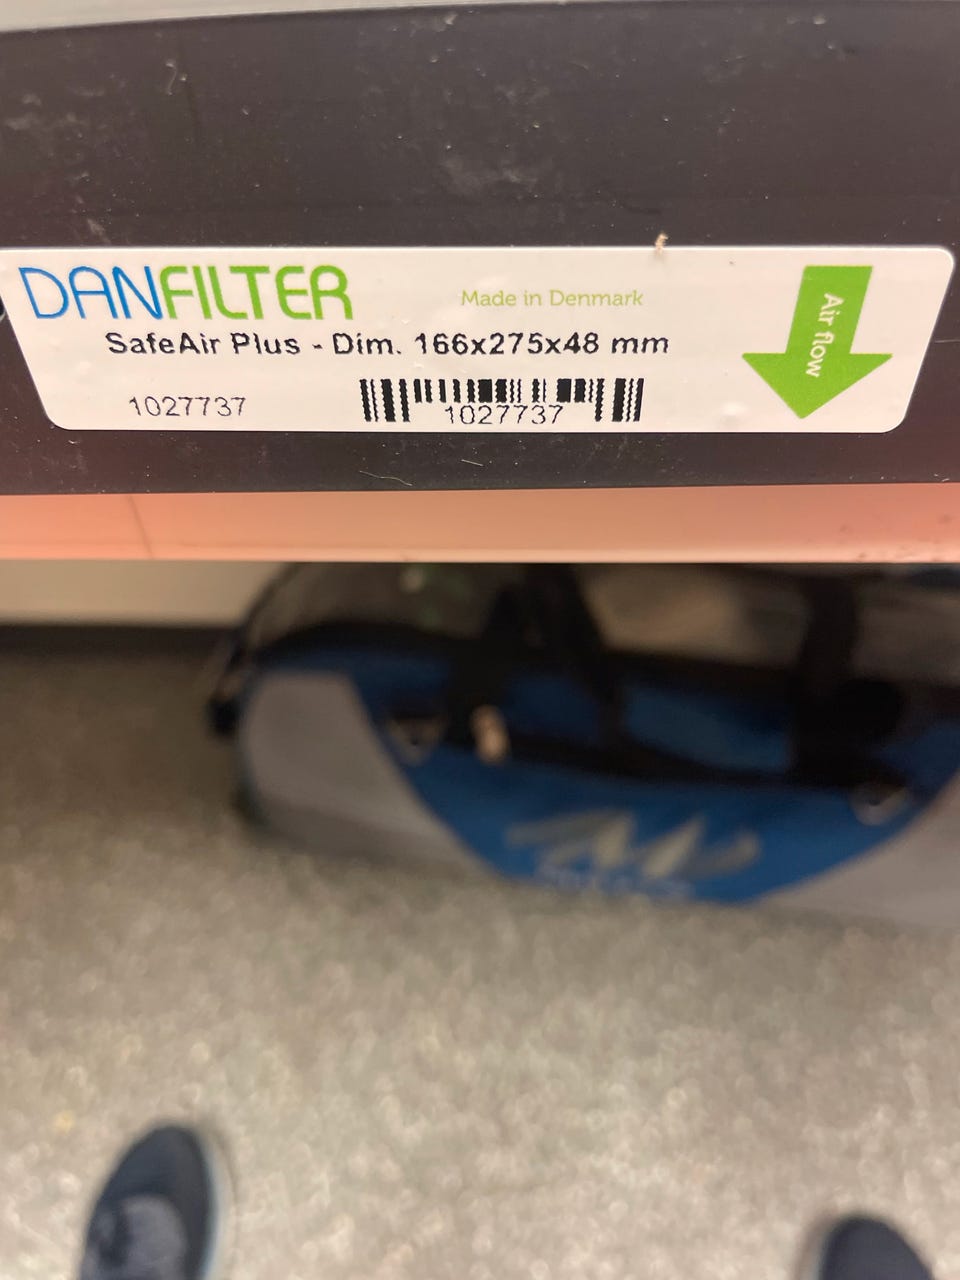 DANFILTER
Made in Denmark
SafeAir Plus - Dim. 166x275x48 mm
1027737
1027737
Air flow